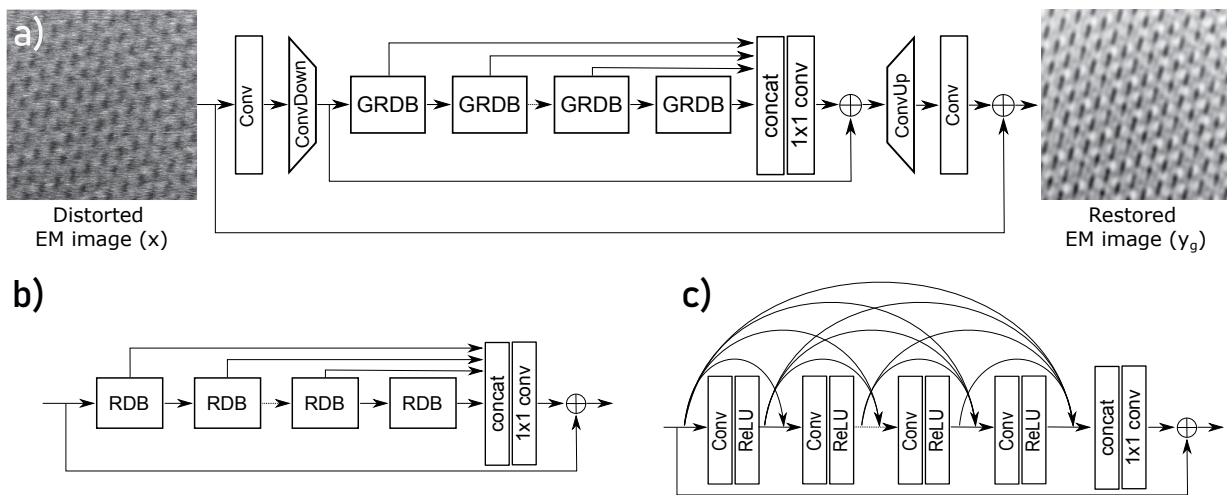 a)
Conv
ConvDown
GRDB
GRDB
GRDB
GRDB
concat
1x1 conv
ConvUp
Conv
Distorted
EM image (x)
Restored
EM image (y_g)
b)
RDB
RDB
RDB
RDB
concat
1x1 conv
c)
Conv
ReLU
Conv
ReLU
Conv
ReLU
Conv
ReLU
concat
1x1 conv